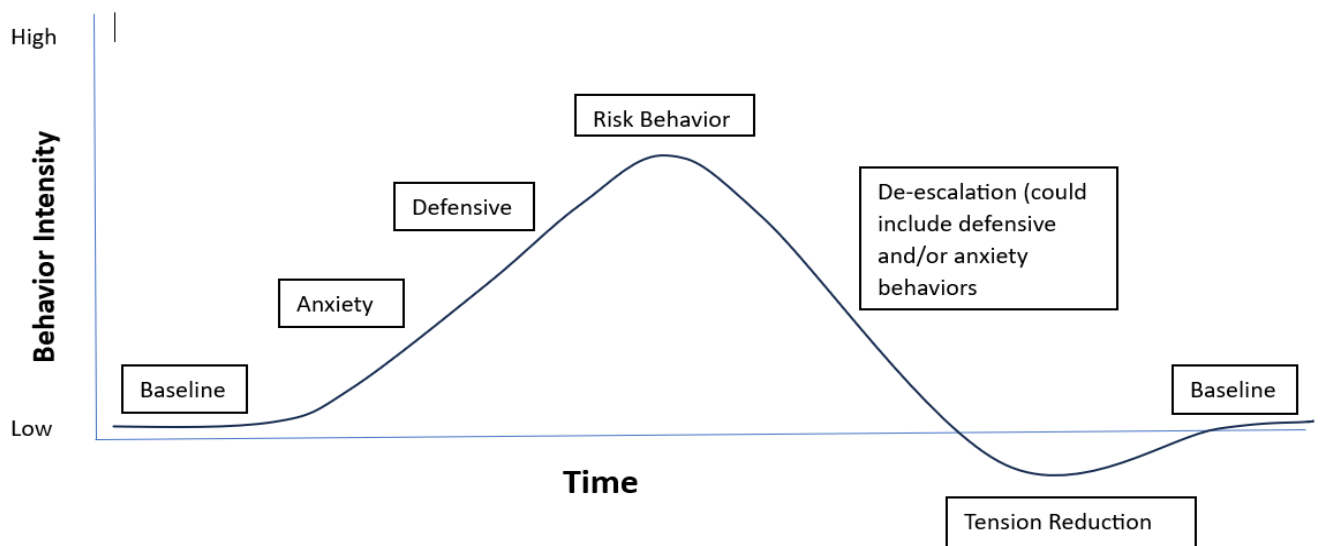 High
Risk Behavior
Behavior Intensity
De-escalation (could
include defensive
and/or anxiety
behaviors
Defensive
Anxiety
Baseline
Baseline
Low
Time
Tension Reduction